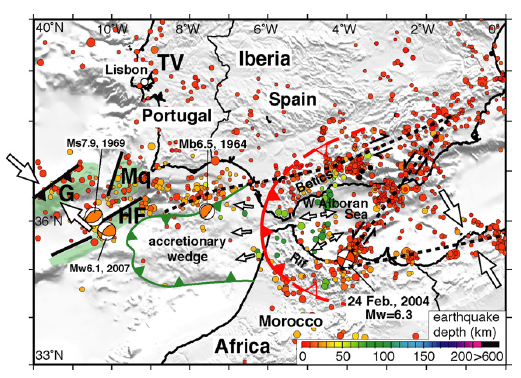 40°N
10°W
8°W
6°W
4°W
2°W
0°
TV
Iberia
Lisbon
Spain
Portugal
Ms7.9, 1969
Mb6.5, 1964
G
Mq
Betics
HF
W Alboran
Sea
36°N
accretionary
wedge
Rif
Mw6.1, 2007
24 Feb., 2004
Mw=6.3
Morocco
earthquake
depth (km)
Africa
0 50 100 150 200 >600
33°N